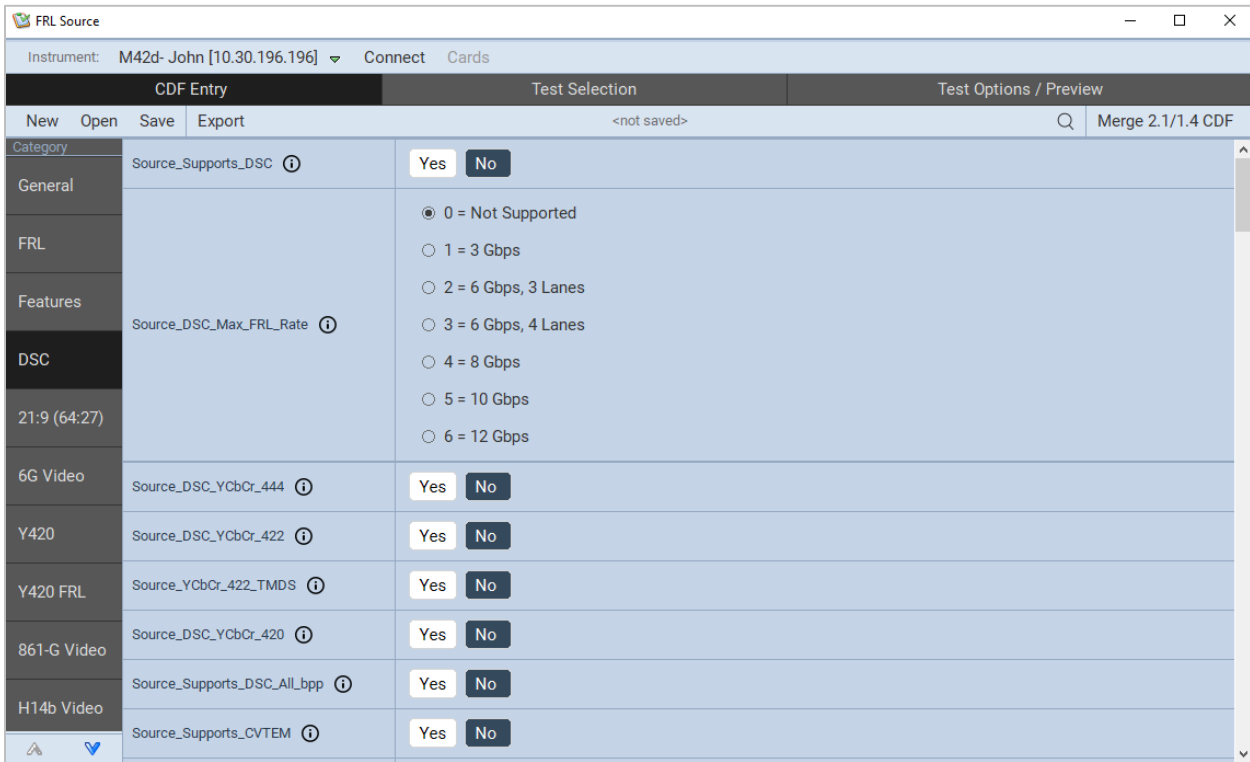 FRL Source
Instrument: M42d- John [10.30.196.196] Connect Cards
CDF Entry Test Selection Test Options / Preview
New Open Save Export <not saved> Merge 2.1/1.4 CDF
Category
General
FRL
Features
DSC
21:9 (64:27)
6G Video
Y420
Y420 FRL
861-G Video
H14b Video
Source_Supports_DSC Yes No
Source_DSC_Max_FRL_Rate
0 = Not Supported
1 = 3 Gbps
2 = 6 Gbps, 3 Lanes
3 = 6 Gbps, 4 Lanes
4 = 8 Gbps
5 = 10 Gbps
6 = 12 Gbps
Source_DSC_YCbCr_444 Yes No
Source_DSC_YCbCr_422 Yes No
Source_YCbCr_422_TMDS Yes No
Source_DSC_YCbCr_420 Yes No
Source_Supports_DSC_All_bpp Yes No
Source_Supports_CVTEM Yes No